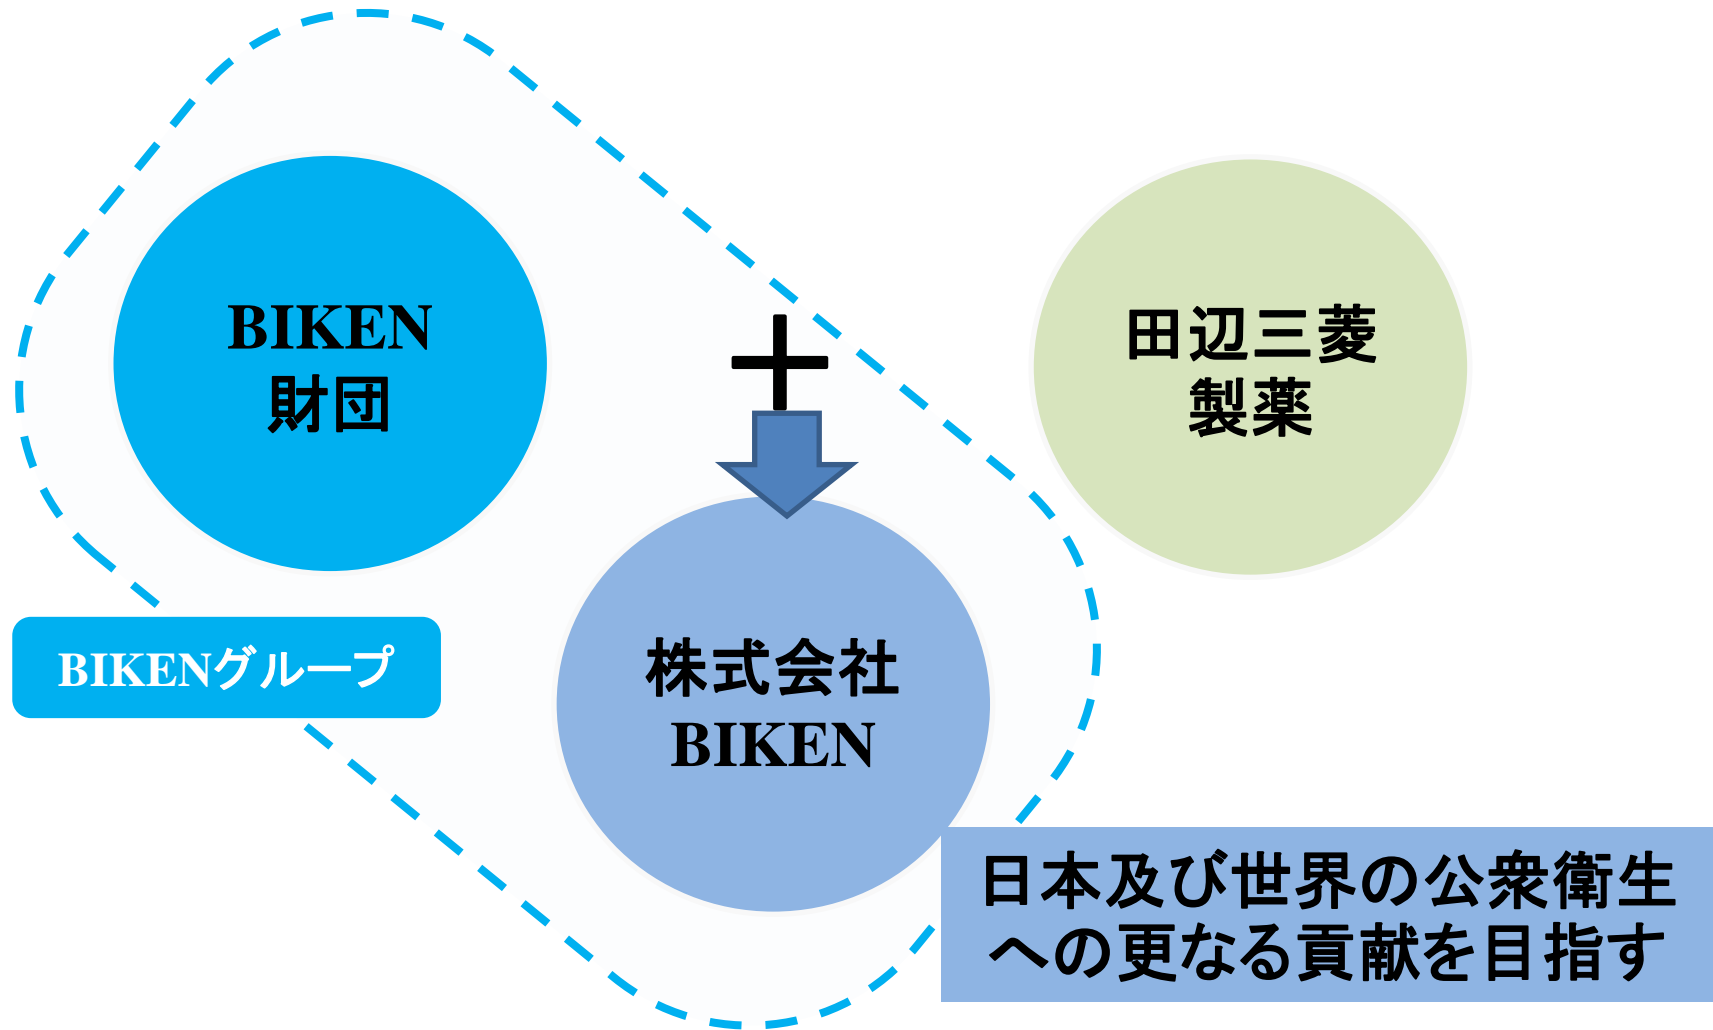 BIKEN
財団
田辺三菱
製薬
BIKENグループ
株式会社
BIKEN
日本及び世界の公衆衛生
への更なる貢献を目指す